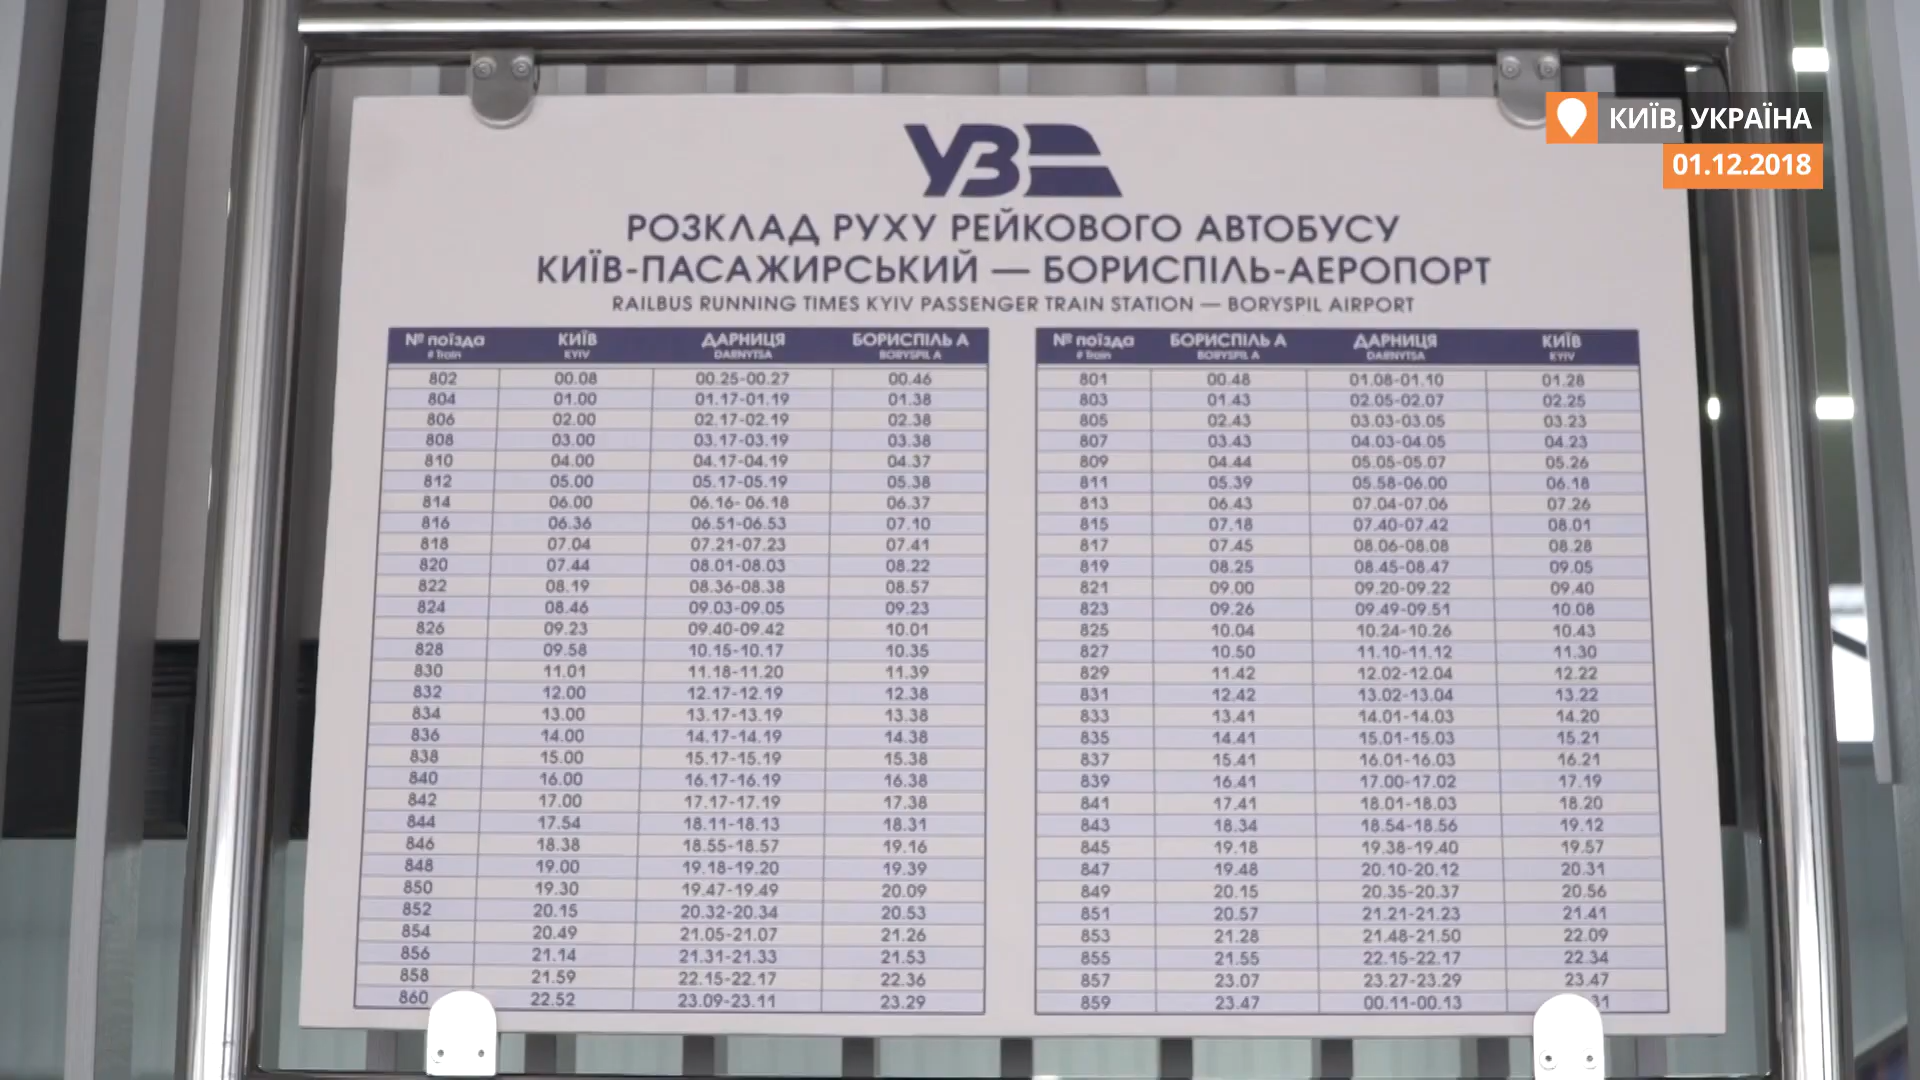 КИЇВ, УКРАЇНА
01.12.2018
УЗ
РОЗКЛАД РУХУ РЕЙКОВОГО АВТОБУСУ
КИЇВ-ПАСАЖИРСЬКИЙ — БОРИСПІЛЬ-АЕРОПОРТ
RAILBUS RUNNING TIMES KYIV PASSENGER TRAIN STATION — BORYSPIL AIRPORT
№ поїзда КИЇВ ДАРНИЦЯ БОРИСПІЛЬ А
# Train KYIV DARNYTSA BORYSPIL A
802 00.08 00.25-00.27 00.46
804 01.00 01.17-01.19 01.38
806 02.00 02.17-02.19 02.38
808 03.00 03.17-03.19 03.38
810 04.00 04.17-04.19 04.37
812 05.00 05.17-05.19 05.38
814 06.00 06.16- 06.18 06.37
816 06.36 06.51-06.53 07.10
818 07.04 07.21-07.23 07.41
820 07.44 08.01-08.03 08.22
822 08.19 08.36-08.38 08.57
824 08.46 09.03-09.05 09.23
826 09.23 09.40-09.42 10.01
828 09.58 10.15-10.17 10.35
830 11.01 11.18-11.20 11.39
832 12.00 12.17-12.19 12.38
834 13.00 13.17-13.19 13.38
836 14.00 14.17-14.19 14.38
838 15.00 15.17-15.19 15.38
840 16.00 16.17-16.19 16.38
842 17.00 17.17-17.19 17.38
844 17.54 18.11-18.13 18.31
846 18.38 18.55-18.57 19.16
848 19.00 19.18-19.20 19.39
850 19.30 19.47-19.49 20.09
852 20.15 20.32-20.34 20.53
854 20.49 21.05-21.07 21.26
856 21.14 21.31-21.33 21.53
858 21.59 22.15-22.17 22.36
860 22.52 23.09-23.11 23.29
№ поїзда БОРИСПІЛЬ А ДАРНИЦЯ КИЇВ
# Train BORYSPIL A DARNYTSA KYIV
801 00.48 01.08-01.10 01.28
803 01.43 02.05-02.07 02.25
805 02.43 03.03-03.05 03.23
807 03.43 04.03-04.05 04.23
809 04.44 05.05-05.07 05.26
811 05.39 05.58-06.00 06.18
813 06.43 07.04-07.06 07.26
815 07.18 07.40-07.42 08.01
817 07.45 08.06-08.08 08.28
819 08.25 08.45-08.47 09.05
821 09.00 09.20-09.22 09.40
823 09.26 09.49-09.51 10.08
825 10.04 10.24-10.26 10.43
827 10.50 11.10-11.12 11.30
829 11.42 12.02-12.04 12.22
831 12.42 13.02-13.04 13.22
833 13.41 14.01-14.03 14.20
835 14.41 15.01-15.03 15.21
837 15.41 16.01-16.03 16.21
839 16.41 17.00-17.02 17.19
841 17.41 18.01-18.03 18.20
843 18.34 18.54-18.56 19.12
845 19.18 19.38-19.40 19.57
847 19.48 20.10-20.12 20.31
849 20.15 20.35-20.37 20.56
851 20.57 21.21-21.23 21.41
853 21.28 21.48-21.50 22.09
855 21.55 22.15-22.17 22.34
857 23.07 23.27-23.29 23.47
859 23.47 00.11-00.13